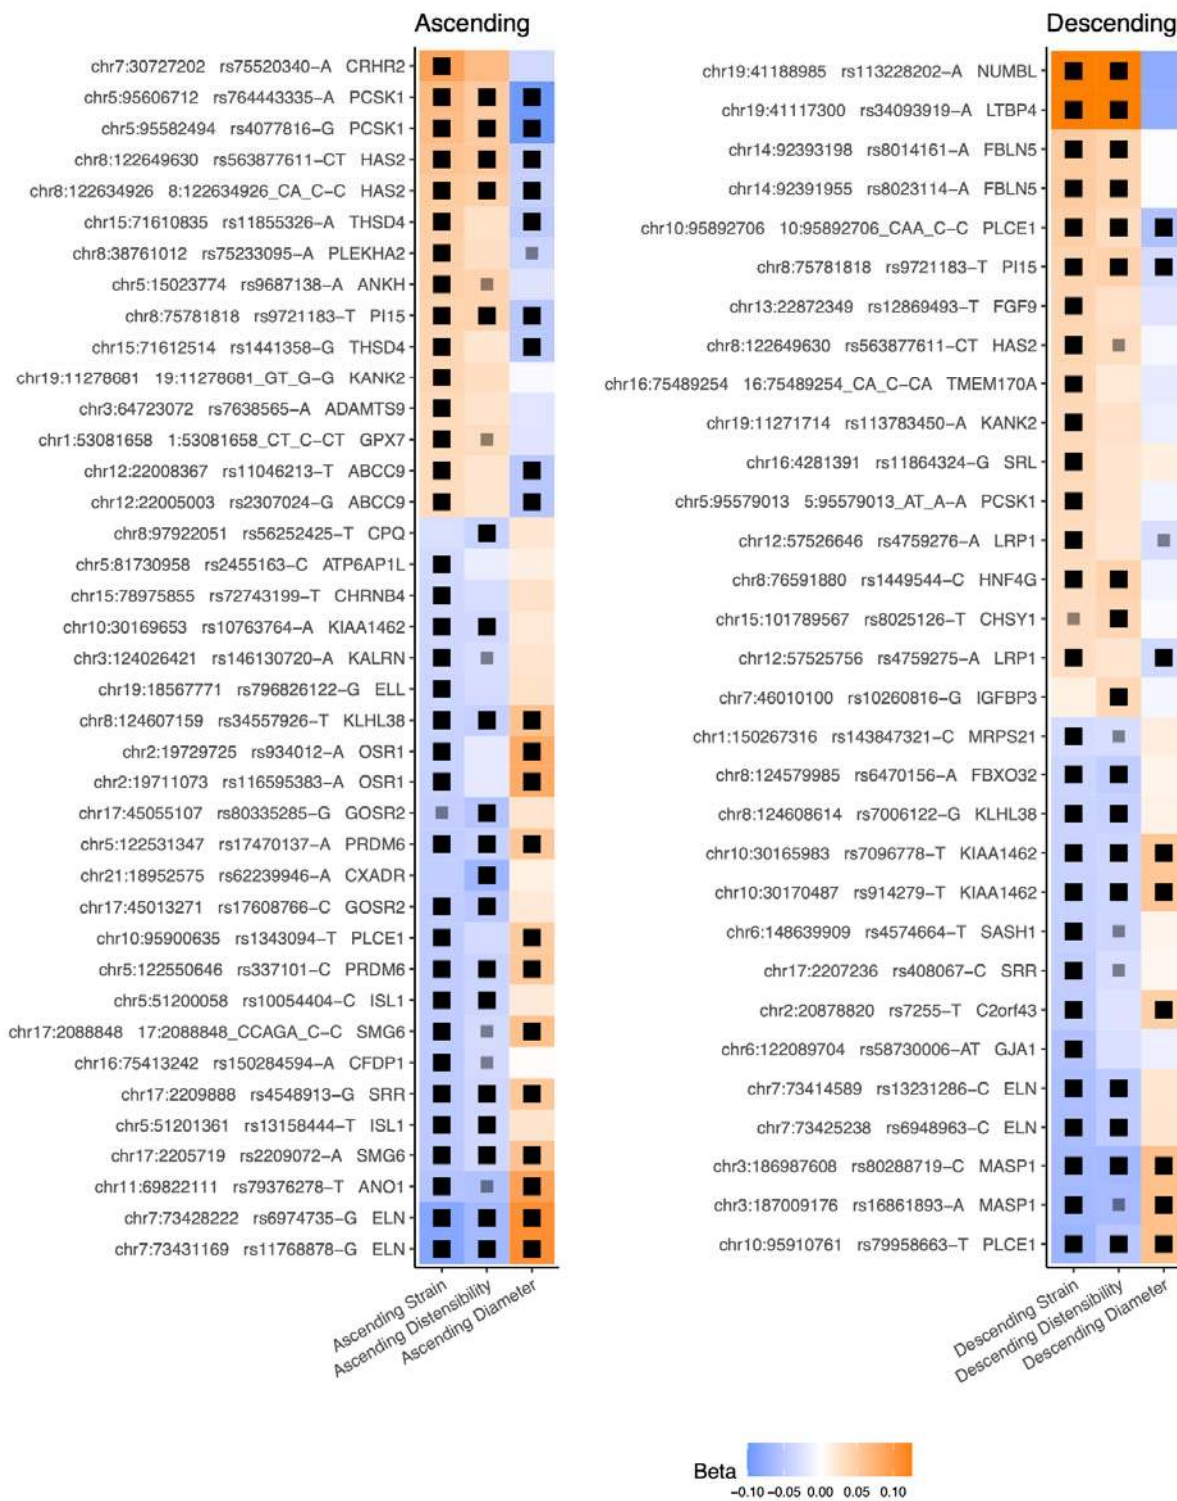 Ascending
chr7:30727202 rs75520340–A CRHR2
chr5:95606712 rs764443335–A PCSK1
chr5:95582494 rs4077816–G PCSK1
chr8:122649630 rs563877611–CT HAS2
chr8:122634926 8:122634926_CA_C–C HAS2
chr15:71610835 rs11855326–A THSD4
chr8:38761012 rs75233095–A PLEKHA2
chr5:15023774 rs9687138–A ANKH
chr8:75781818 rs9721183–T PI15
chr15:71612514 rs1441358–G THSD4
chr19:11278681 19:11278681_GT_G–G KANK2
chr3:64723072 rs7638565–A ADAMTS9
chr1:53081658 1:53081658_CT_C–CT GPX7
chr12:22008367 rs11046213–T ABCC9
chr12:22005003 rs2307024–G ABCC9
chr8:97922051 rs56252425–T CPQ
chr5:81730958 rs2455163–C ATP6AP1L
chr15:78975855 rs72743199–T CHRNB4
chr10:30169653 rs10763764–A KIAA1462
chr3:124026421 rs146130720–A KALRN
chr19:18567771 rs796826122–G ELL
chr8:124607159 rs34557926–T KLHL38
chr2:19729725 rs934012–A OSR1
chr2:19711073 rs116595383–A OSR1
chr17:45055107 rs80335285–G GOSR2
chr5:122531347 rs17470137–A PRDM6
chr21:18952575 rs62239946–A CXADR
chr17:45013271 rs17608766–C GOSR2
chr10:95900635 rs1343094–T PLCE1
chr5:122550646 rs337101–C PRDM6
chr5:51200058 rs10054404–C ISL1
chr17:2088848 17:2088848_CCAGA_C–C SMG6
chr16:75413242 rs150284594–A CFDP1
chr17:2209888 rs4548913–G SRR
chr5:51201361 rs13158444–T ISL1
chr17:2205719 rs2209072–A SMG6
chr11:69822111 rs79376278–T ANO1
chr7:73428222 rs6974735–G ELN
chr7:73431169 rs11768878–G ELN
Ascending Strain
Ascending Distensibility
Ascending Diameter
Descending
chr19:41188985 rs113228202–A NUMBL
chr19:41117300 rs34093919–A LTBP4
chr14:92393198 rs8014161–A FBLN5
chr14:92391955 rs8023114–A FBLN5
chr10:95892706 10:95892706_CAA_C–C PLCE1
chr8:75781818 rs9721183–T PI15
chr13:22872349 rs12869493–T FGF9
chr8:122649630 rs563877611–CT HAS2
chr16:75489254 16:75489254_CA_C–CA TMEM170A
chr19:11271714 rs113783450–A KANK2
chr16:4281391 rs11864324–G SRL
chr5:95579013 5:95579013_AT_A–A PCSK1
chr12:57526646 rs4759276–A LRP1
chr8:76591880 rs1449544–C HNF4G
chr15:101789567 rs8025126–T CHSY1
chr12:57525756 rs4759275–A LRP1
chr7:46010100 rs10260816–G IGFBP3
chr1:150267316 rs143847321–C MRPS21
chr8:124579985 rs6470156–A FBXO32
chr8:124608614 rs7006122–G KLHL38
chr10:30165983 rs7096778–T KIAA1462
chr10:30170487 rs914279–T KIAA1462
chr6:148639909 rs4574664–T SASH1
chr17:2207236 rs408067–C SRR
chr2:20878820 rs7255–T C2orf43
chr6:122089704 rs58730006–AT GJA1
chr7:73414589 rs13231286–C ELN
chr7:73425238 rs6948963–C ELN
chr3:186987608 rs80288719–C MASP1
chr3:187009176 rs16861893–A MASP1
chr10:95910761 rs79958663–T PLCE1
Descending Strain
Descending Distensibility
Descending Diameter
Beta
−0.10 −0.05 0.00 0.05 0.10